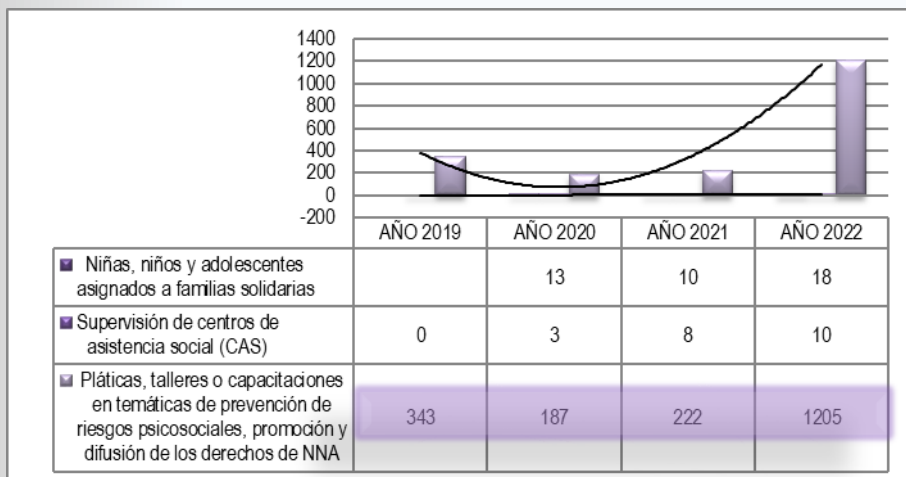 1400
1200
1000
800
600
400
200
0
-200
AÑO 2019 AÑO 2020 AÑO 2021 AÑO 2022
Niñas, niños y adolescentes
asignados a familias solidarias
13 10 18
Supervisión de centros de
asistencia social (CAS)
0 3 8 10
Pláticas, talleres o capacitaciones
en temáticas de prevención de
riesgos psicosociales, promoción y
difusión de los derechos de NNA
343 187 222 1205